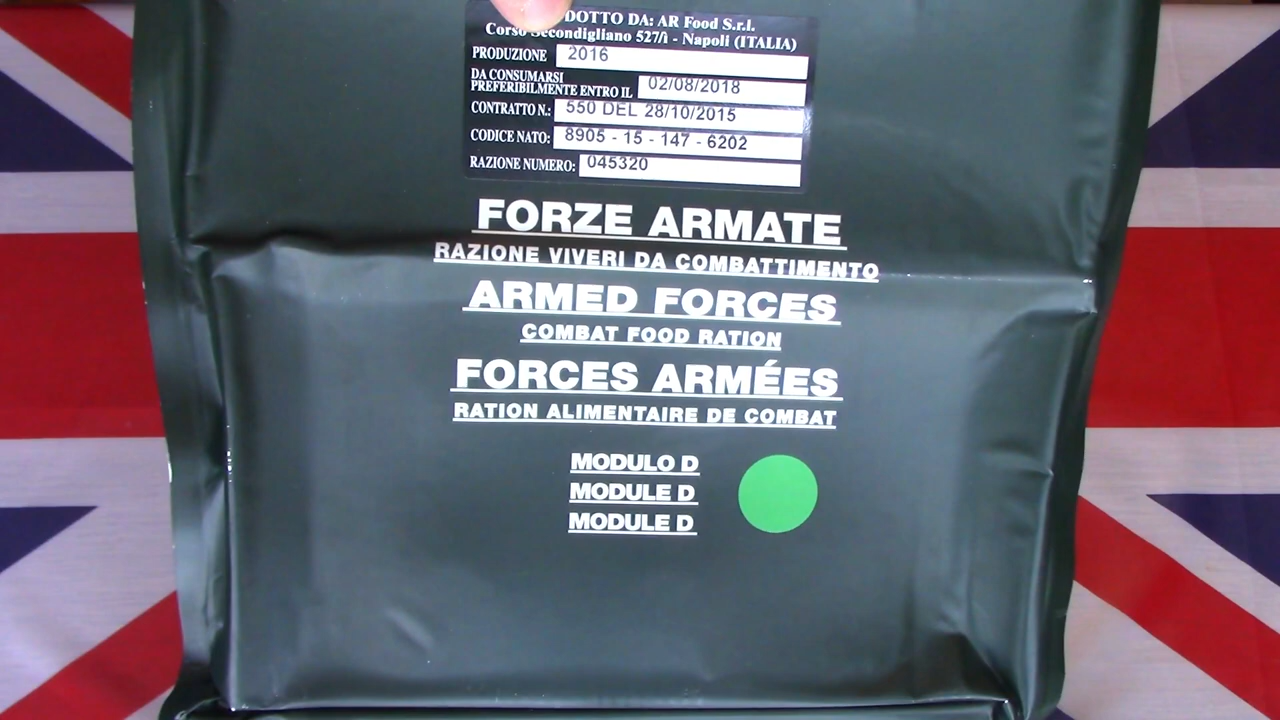 DOTTO DA: AR Food S.r.l.
Corso Secondigliano 527/i - Napoli (ITALIA)
PRODUZIONE 2016
DA CONSUMARSI
PREFERIBILMENTE ENTRO IL 02/08/2018
CONTRATTO N.: 550 DEL 28/10/2015
CODICE NATO: 8905 - 15 - 147 - 6202
RAZIONE NUMERO: 045320
FORZE ARMATE
RAZIONE VIVERI DA COMBATTIMENTO
ARMED FORCES
COMBAT FOOD RATION
FORCES ARMÉES
RATION ALIMENTAIRE DE COMBAT
MODULO D
MODULE D
MODULE D